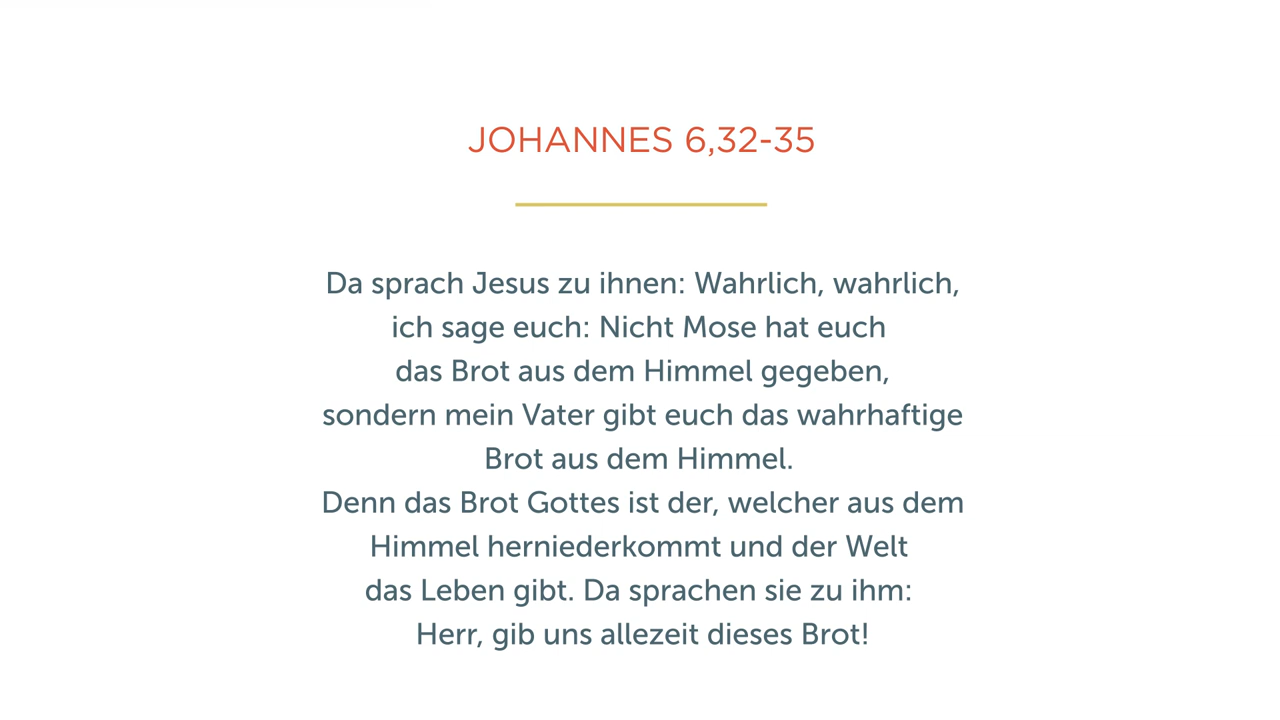 JOHANNES 6,32-35
Da sprach Jesus zu ihnen: Wahrlich, wahrlich,
ich sage euch: Nicht Mose hat euch
das Brot aus dem Himmel gegeben,
sondern mein Vater gibt euch das wahrhaftige
Brot aus dem Himmel.
Denn das Brot Gottes ist der, welcher aus dem
Himmel herniederkommt und der Welt
das Leben gibt. Da sprachen sie zu ihm:
Herr, gib uns allezeit dieses Brot!